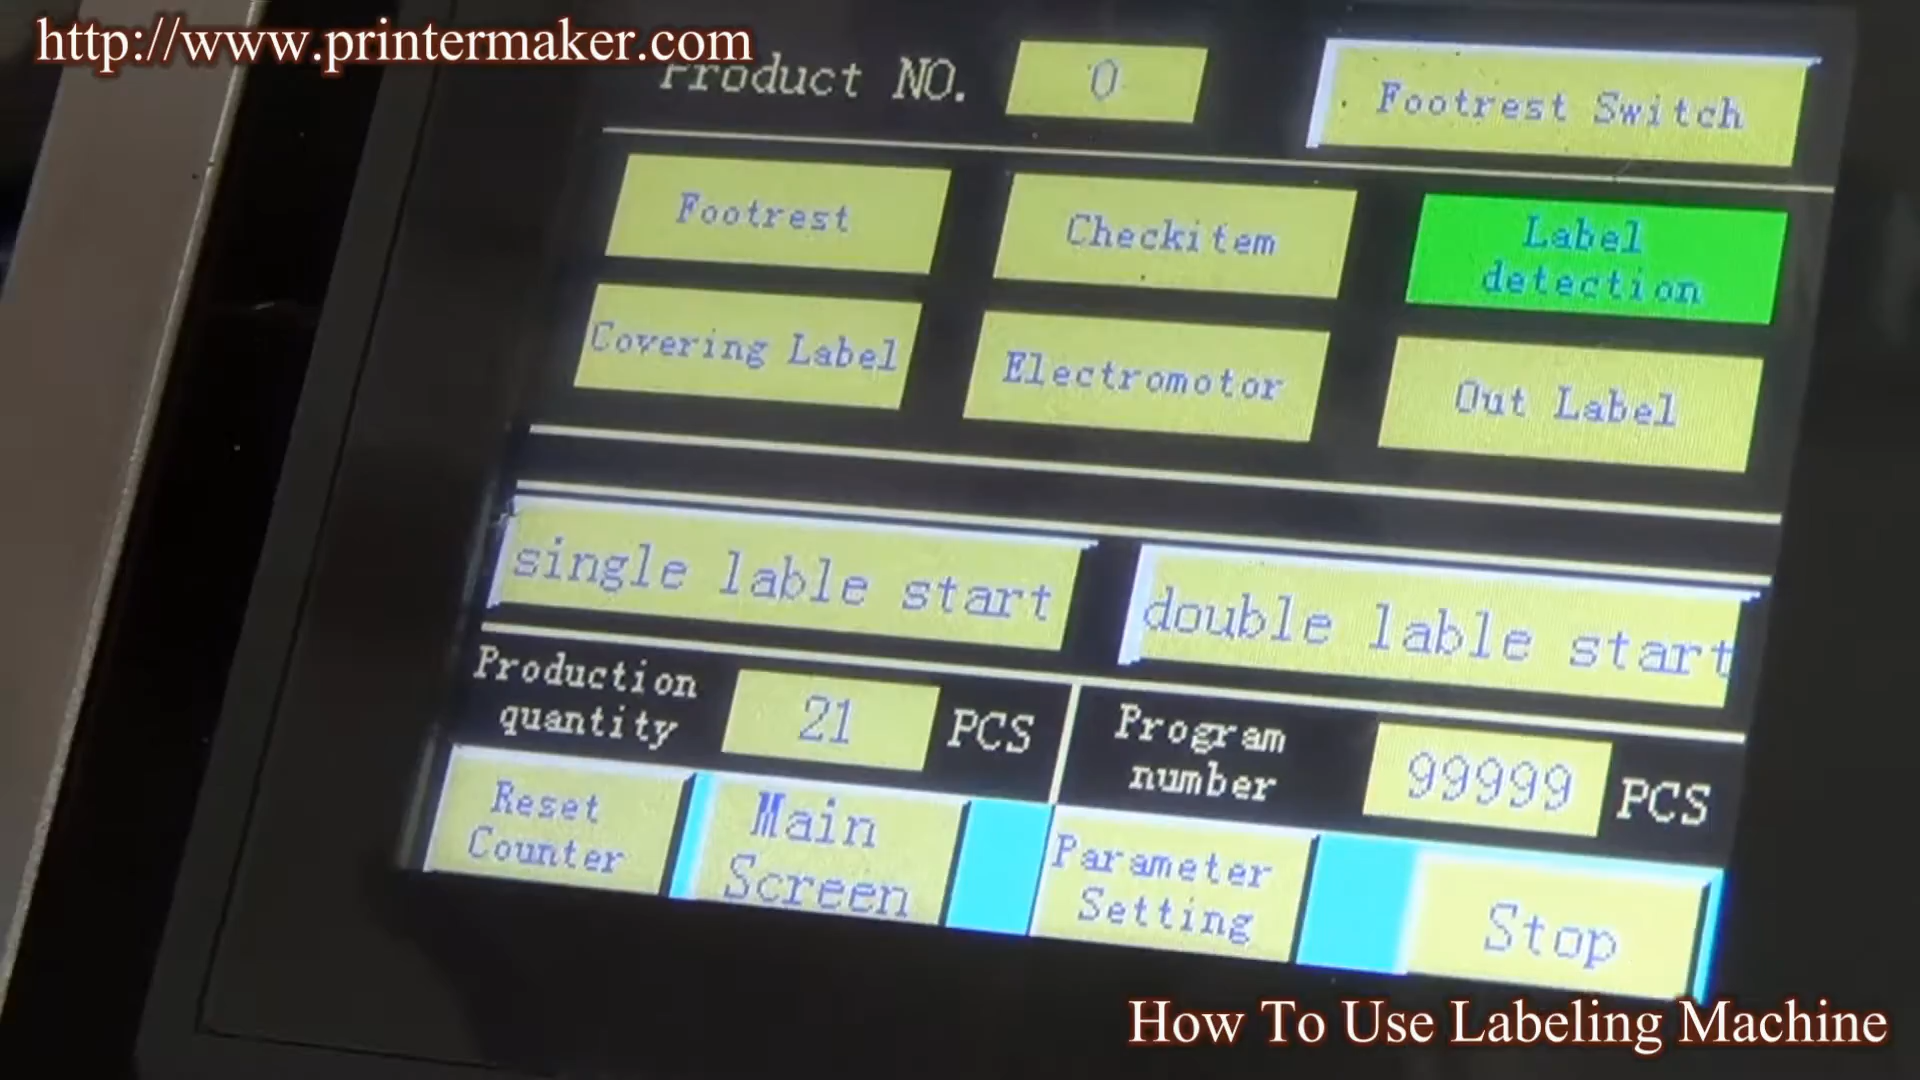 http://www.printermaker.com
Product NO. 0 Footrest Switch
Footrest Checkitem Label
detection
Covering Label Electromotor Out Label
single lable start double lable start
Production
quantity 21 PCS Program
number 99999 PCS
Reset
Counter Main
Screen Parameter
Setting Stop
How To Use Labeling Machine